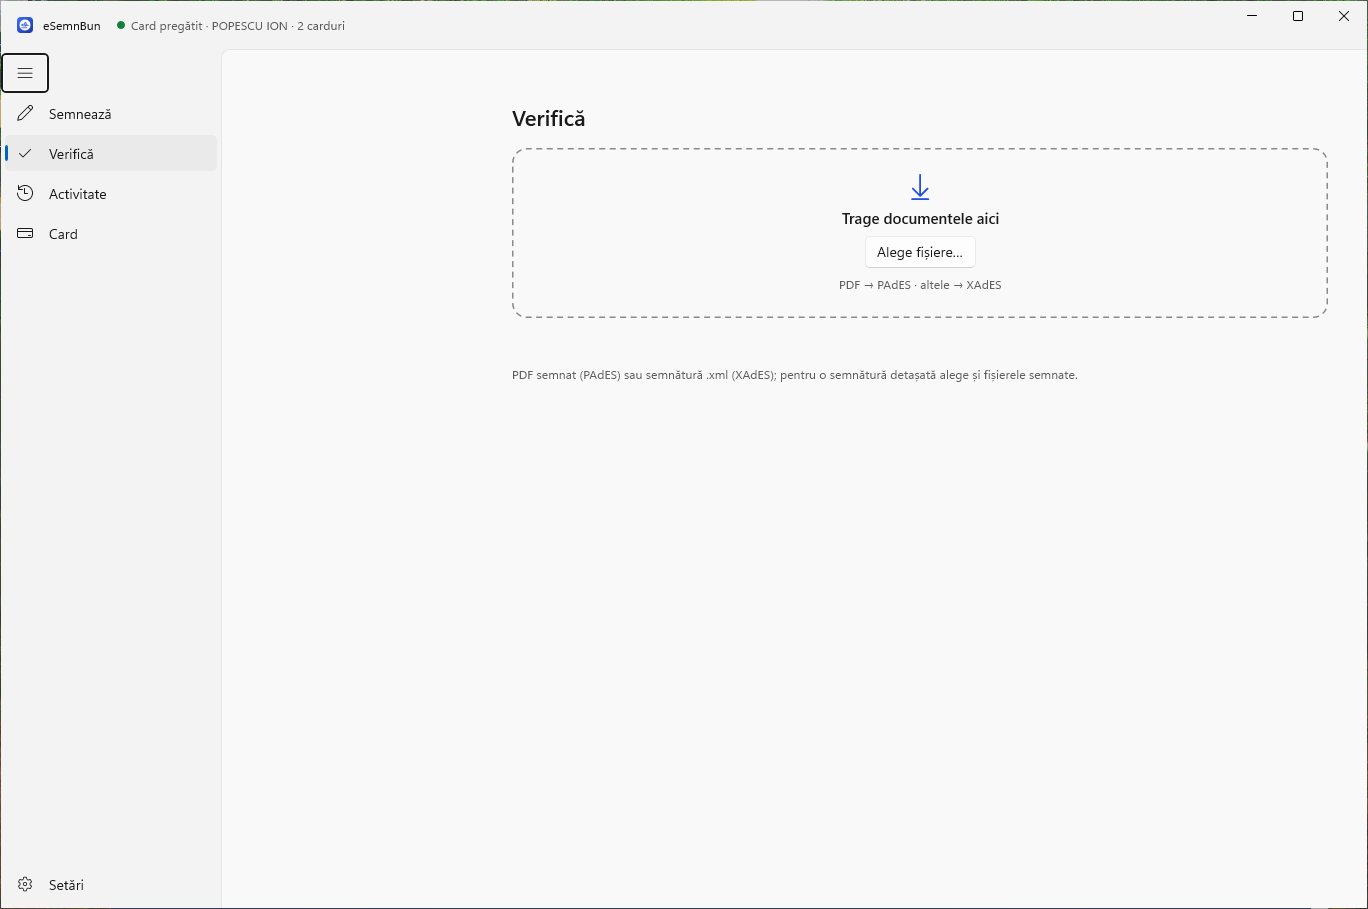 eSemnBun
Card pregătit · POPESCU ION · 2 carduri
Semnează
Verifică
Activitate
Card
Setări
Verifică
Trage documentele aici
Alege fișiere...
PDF → PAdES · altele → XAdES
PDF semnat (PAdES) sau semnătură .xml (XAdES); pentru o semnătură detașată alege și fișierele semnate.